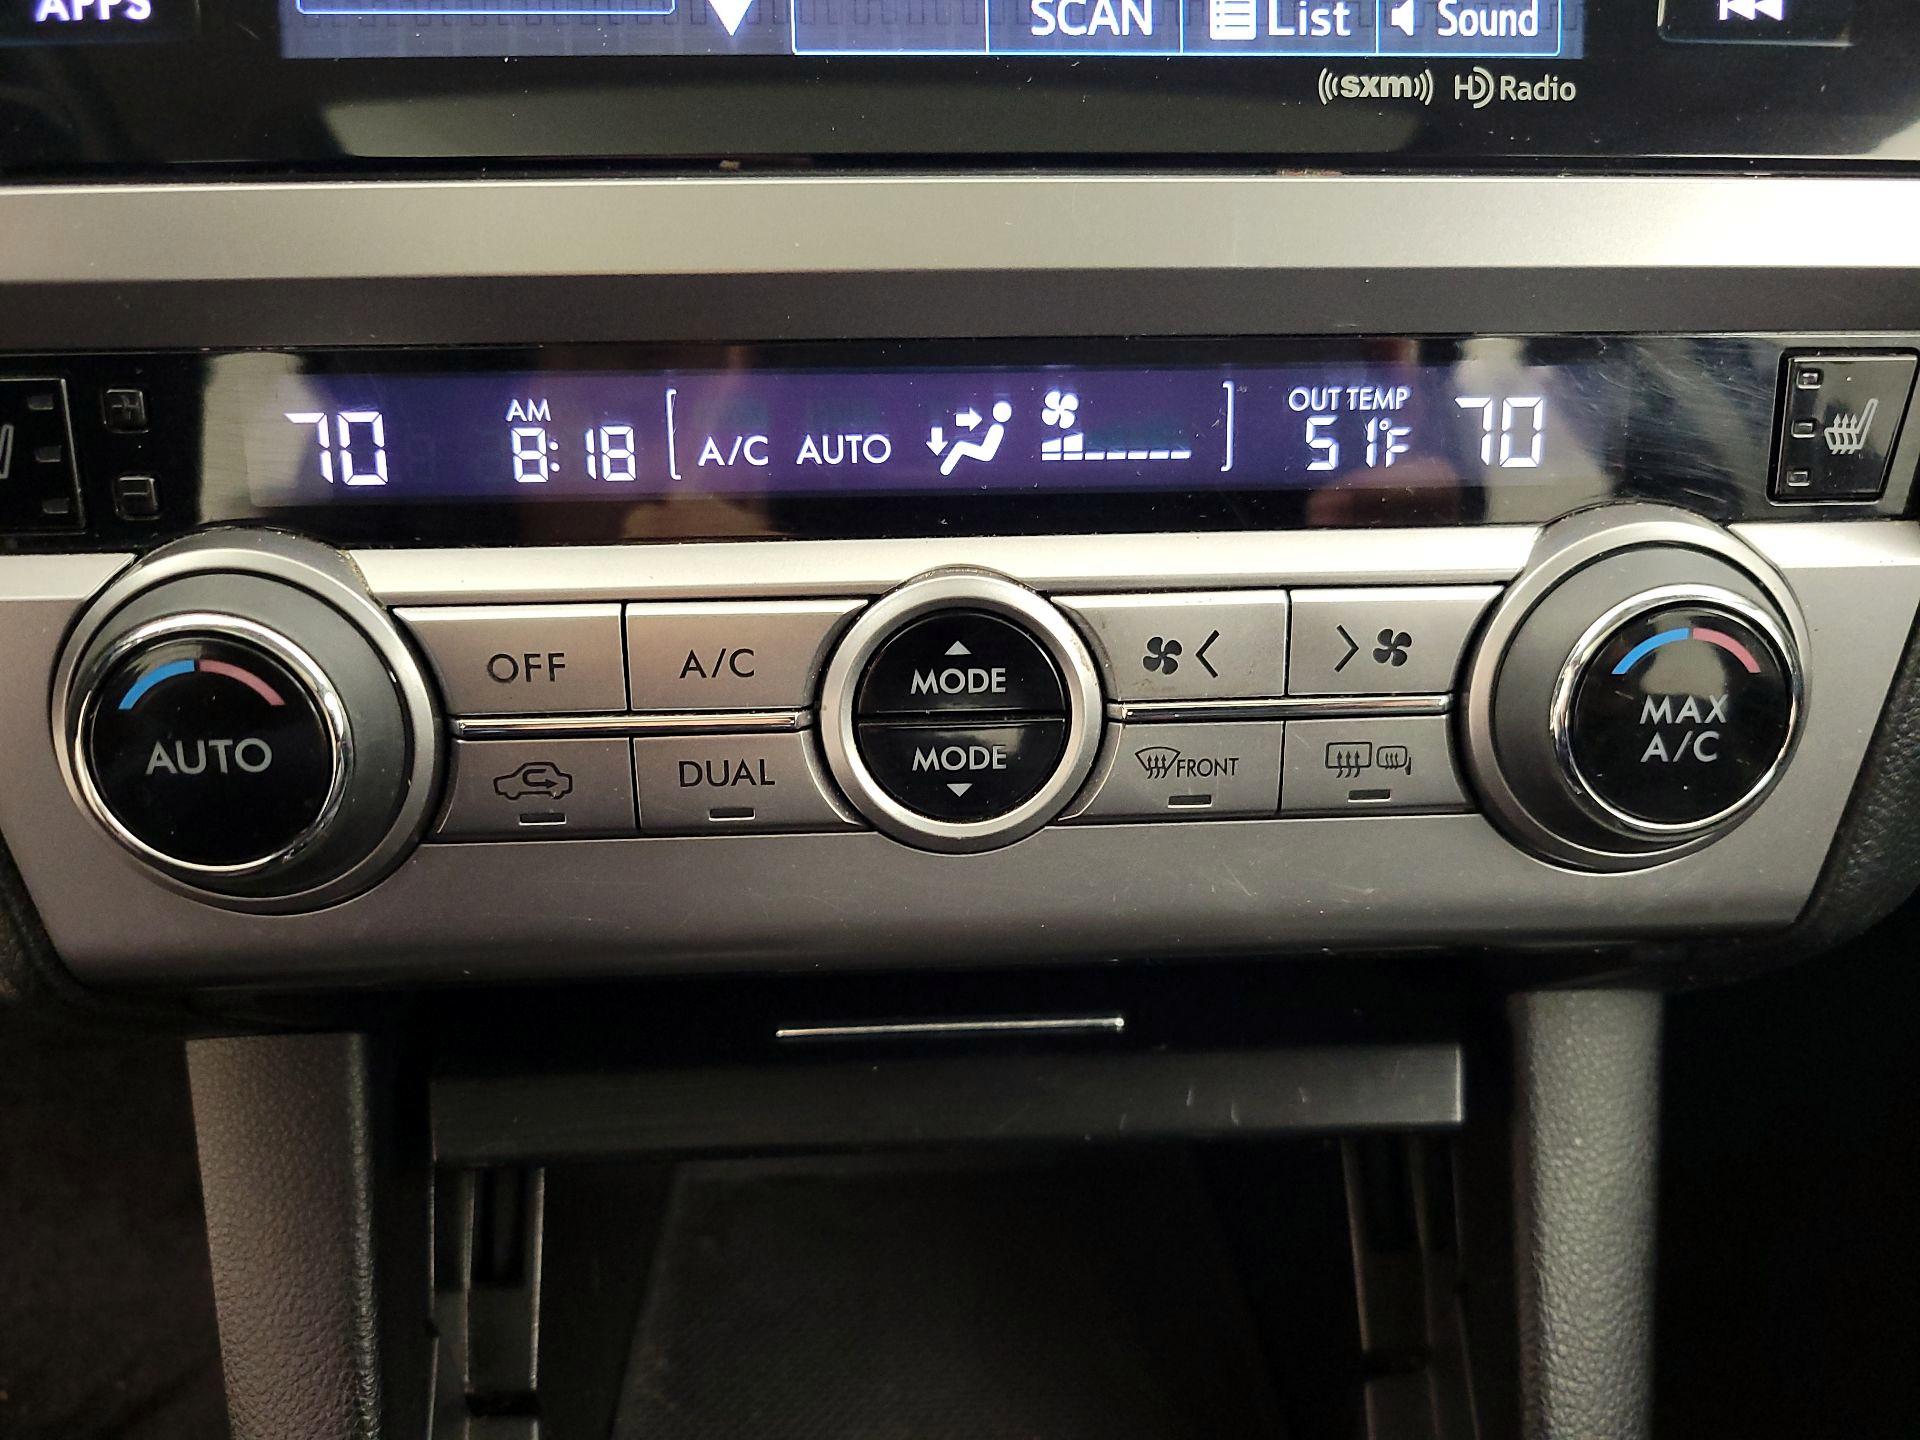 APPS
SCAN List Sound
((sxm)) HD Radio
70 AM 8:18 [ A/C AUTO ] OUT TEMP 51°F 70
OFF A/C
MODE
MODE
AUTO
DUAL
FRONT
MAX
A/C